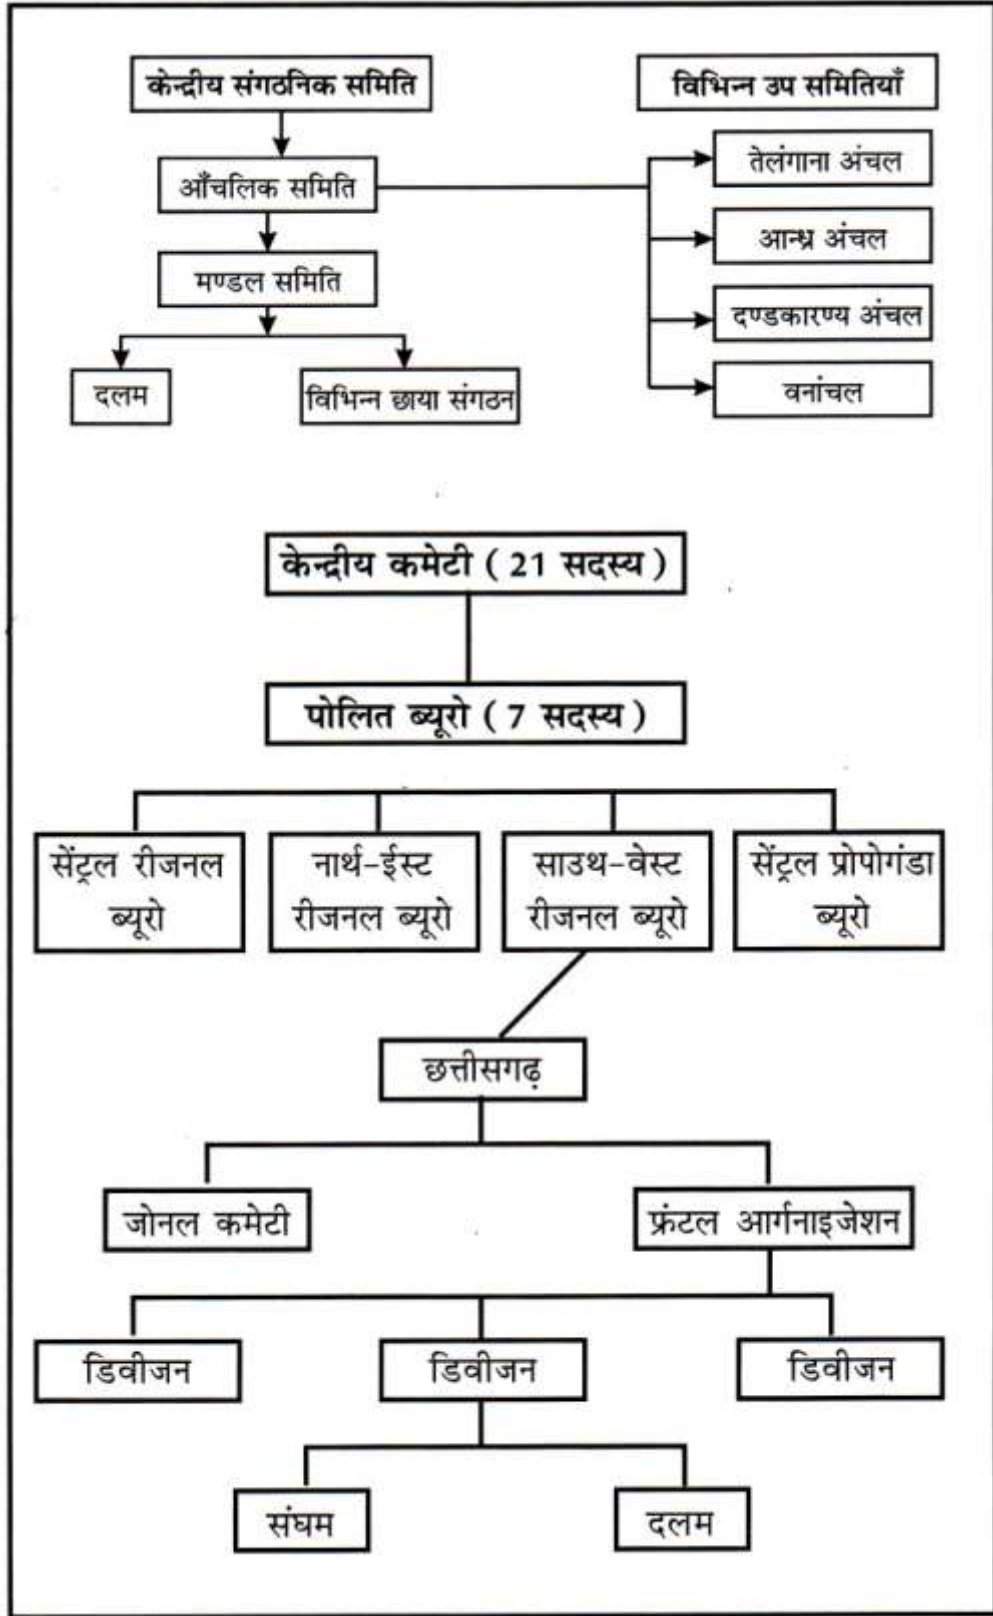 केन्द्रीय संगठनिक समिति
विभिन्न उप समितियाँ
आँचलिक समिति
तेलंगाना अंचल
आन्ध्र अंचल
मण्डल समिति
दण्डकारण्य अंचल
दलम
विभिन्न छाया संगठन
वनांचल
केन्द्रीय कमेटी ( 21 सदस्य )
पोलित ब्यूरो ( 7 सदस्य )
सेंट्रल रीजनल
ब्यूरो
नार्थ-ईस्ट
रीजनल ब्यूरो
साउथ-वेस्ट
रीजनल ब्यूरो
सेंट्रल प्रोपोगंडा
ब्यूरो
छत्तीसगढ़
जोनल कमेटी
फ्रंटल आर्गनाइजेशन
डिवीजन
डिवीजन
डिवीजन
संघम
दलम